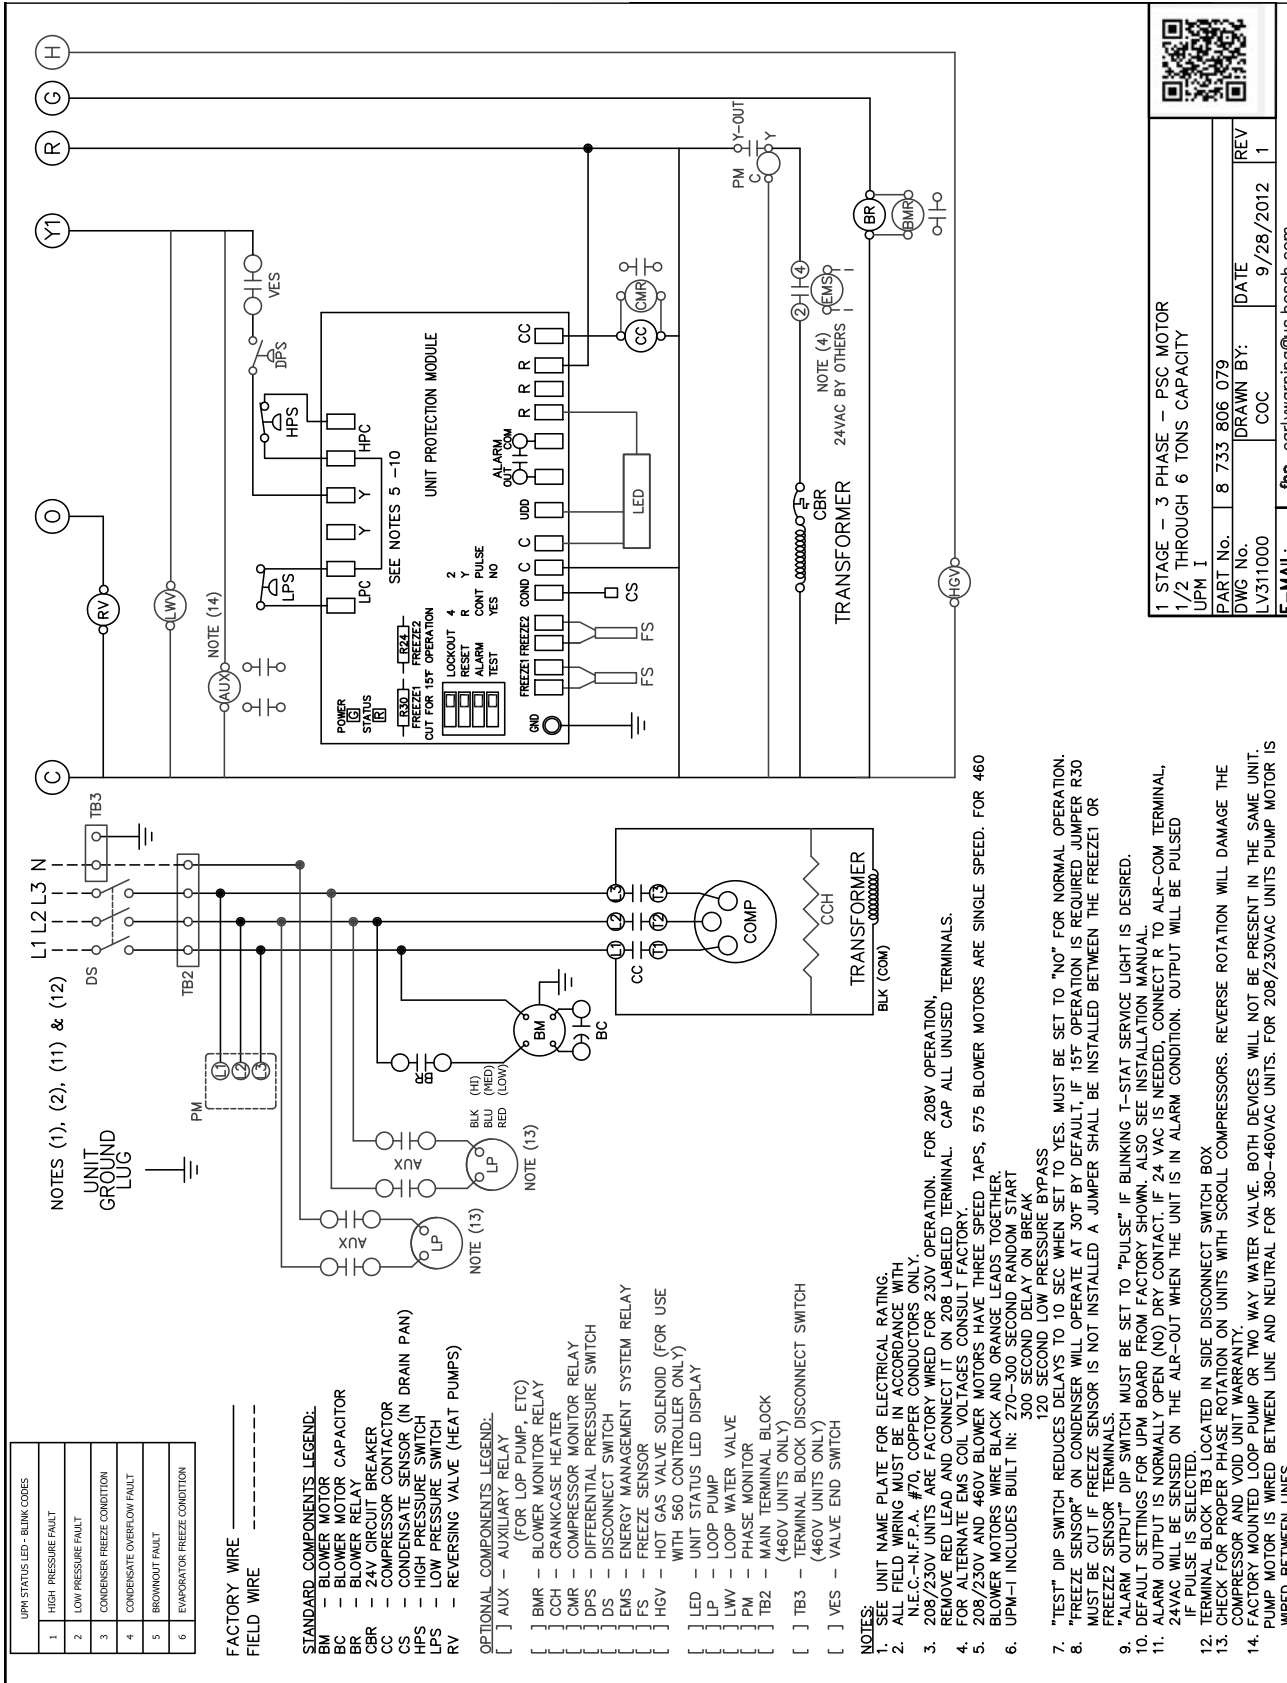 UPM STATUS LED - BLINK CODES
1 HIGH PRESSURE FAULT
2 LOW PRESSURE FAULT
3 CONDENSER FREEZE CONDITION
4 CONDENSATE OVERFLOW FAULT
5 BROWNOUT FAULT
6 EVAPORATOR FREEZE CONDITION
FACTORY WIRE
FIELD WIRE
STANDARD COMPONENTS LEGEND:
BM – BLOWER MOTOR
BC – BLOWER MOTOR CAPACITOR
BR – BLOWER RELAY
CBR – 24V CIRCUIT BREAKER
CC – COMPRESSOR CONTACTOR
CS – CONDENSATE SENSOR (IN DRAIN PAN)
HPS – HIGH PRESSURE SWITCH
LPS – LOW PRESSURE SWITCH
RV – REVERSING VALVE (HEAT PUMPS)
OPTIONAL COMPONENTS LEGEND:
[ ] AUX – AUXILIARY RELAY
(FOR LOP PUMP, ETC)
[ ] BMR – BLOWER MONITOR RELAY
[ ] CCH – CRANKCASE HEATER
[ ] CMR – COMPRESSOR MONITOR RELAY
[ ] DPS – DIFFERENTIAL PRESSURE SWITCH
[ ] DS – DISCONNECT SWITCH
[ ] EMS – ENERGY MANAGEMENT SYSTEM RELAY
[ ] FS – FREEZE SENSOR
[ ] HGV – HOT GAS VALVE SOLENOID (FOR USE
WITH 560 CONTROLLER ONLY)
[ ] LED – UNIT STATUS LED DISPLAY
[ ] LP – LOOP PUMP
[ ] LWV – LOOP WATER VALVE
[ ] PM – PHASE MONITOR
[ ] TB2 – MAIN TERMINAL BLOCK
(460V UNITS ONLY)
[ ] TB3 – TERMINAL BLOCK DISCONNECT SWITCH
(460V UNITS ONLY)
[ ] VES – VALVE END SWITCH
NOTES:
1. SEE UNIT NAME PLATE FOR ELECTRICAL RATING.
2. ALL FIELD WIRING MUST BE IN ACCORDANCE WITH
N.E.C.–N.F.P.A. #70, COPPER CONDUCTORS ONLY.
3. 208/230V UNITS ARE FACTORY WIRED FOR 230V OPERATION. FOR 208V OPERATION,
REMOVE RED LEAD AND CONNECT IT ON 208 LABELED TERMINAL. CAP ALL UNUSED TERMINALS.
4. FOR ALTERNATE EMS COIL VOLTAGES CONSULT FACTORY.
5. 208/230V AND 460V BLOWER MOTORS HAVE THREE SPEED TAPS, 575 BLOWER MOTORS ARE SINGLE SPEED. FOR 460
BLOWER MOTORS WIRE BLACK AND ORANGE LEADS TOGETHER.
6. UPM–I INCLUDES BUILT IN: 270–300 SECOND RANDOM START
300 SECOND DELAY ON BREAK
120 SECOND LOW PRESSURE BYPASS
7. "TEST" DIP SWITCH REDUCES DELAYS TO 10 SEC WHEN SET TO YES. MUST BE SET TO "NO" FOR NORMAL OPERATION.
8. "FREEZE SENSOR" ON CONDENSER WILL OPERATE AT 30°F BY DEFAULT, IF 15°F OPERATION IS REQUIRED JUMPER R30
MUST BE CUT IF FREEZE SENSOR IS NOT INSTALLED A JUMPER SHALL BE INSTALLED BETWEEN THE FREEZE1 OR
FREEZE2 SENSOR TERMINALS.
9. "ALARM OUTPUT" DIP SWITCH MUST BE SET TO "PULSE" IF BLINKING T–STAT SERVICE LIGHT IS DESIRED.
10. DEFAULT SETTINGS FOR UPM BOARD FROM FACTORY SHOWN. ALSO SEE INSTALLATION MANUAL.
11. ALARM OUTPUT IS NORMALLY OPEN (NO) DRY CONTACT. IF 24 VAC IS NEEDED, CONNECT R TO ALR–COM TERMINAL,
24VAC WILL BE SENSED ON THE ALR–OUT WHEN THE UNIT IS IN ALARM CONDITION. OUTPUT WILL BE PULSED
IF PULSE IS SELECTED.
12. TERMINAL BLOCK TB3 LOCATED IN SIDE DISCONNECT SWITCH BOX
13. CHECK FOR PROPER PHASE ROTATION ON UNITS WITH SCROLL COMPRESSORS. REVERSE ROTATION WILL DAMAGE THE
COMPRESSOR AND VOID UNIT WARRANTY.
14. FACTORY MOUNTED LOOP PUMP OR TWO WAY WATER VALVE. BOTH DEVICES WILL NOT BE PRESENT IN THE SAME UNIT.
PUMP MOTOR IS WIRED BETWEEN LINE AND NEUTRAL FOR 380–460VAC UNITS. FOR 208/230VAC UNITS PUMP MOTOR IS
WIRED BETWEEN LINES
NOTES (1), (2), (11) & (12)
UNIT
GROUND
LUG
L1 L2 L3 N
DS
TB3
TB2
PM
L1
L2
L3
AUX
LP
NOTE (13)
AUX
LP
NOTE (13)
BR
BLK (HI)
BLU (MED)
RED (LOW)
BM
BC
L1 L2 L3
CC
T1 T2 T3
COMP
CCH
TRANSFORMER
BLK (COM)
C
O
Y1
R
G
H
RV
LWV
NOTE (14)
AUX
VES
DPS
HPS
LPS
LPC Y Y HPC
SEE NOTES 5 –10
UNIT PROTECTION MODULE
POWER
G
STATUS
R
R30
FREEZE1
R24
FREEZE2
CUT FOR 15°F OPERATION
LOCKOUT 4 2
RESET R Y
ALARM CONT PULSE
TEST YES NO
GND
FREEZE1 FREEZE2 COND C C UDD
ALARM
OUT COM
R R R CC
FS
FS
CS
LED
CC
CMR
PM
Y–OUT
C Y
2 4
EMS
NOTE (4)
24VAC BY OTHERS
CBR
TRANSFORMER
BR
BMR
HGV
1 STAGE – 3 PHASE – PSC MOTOR
1/2 THROUGH 6 TONS CAPACITY
UPM I
PART No. 8 733 806 079
DWG No. DRAWN BY: DATE REV
LV311000 COC 9/28/2012 1
E–MAIL: